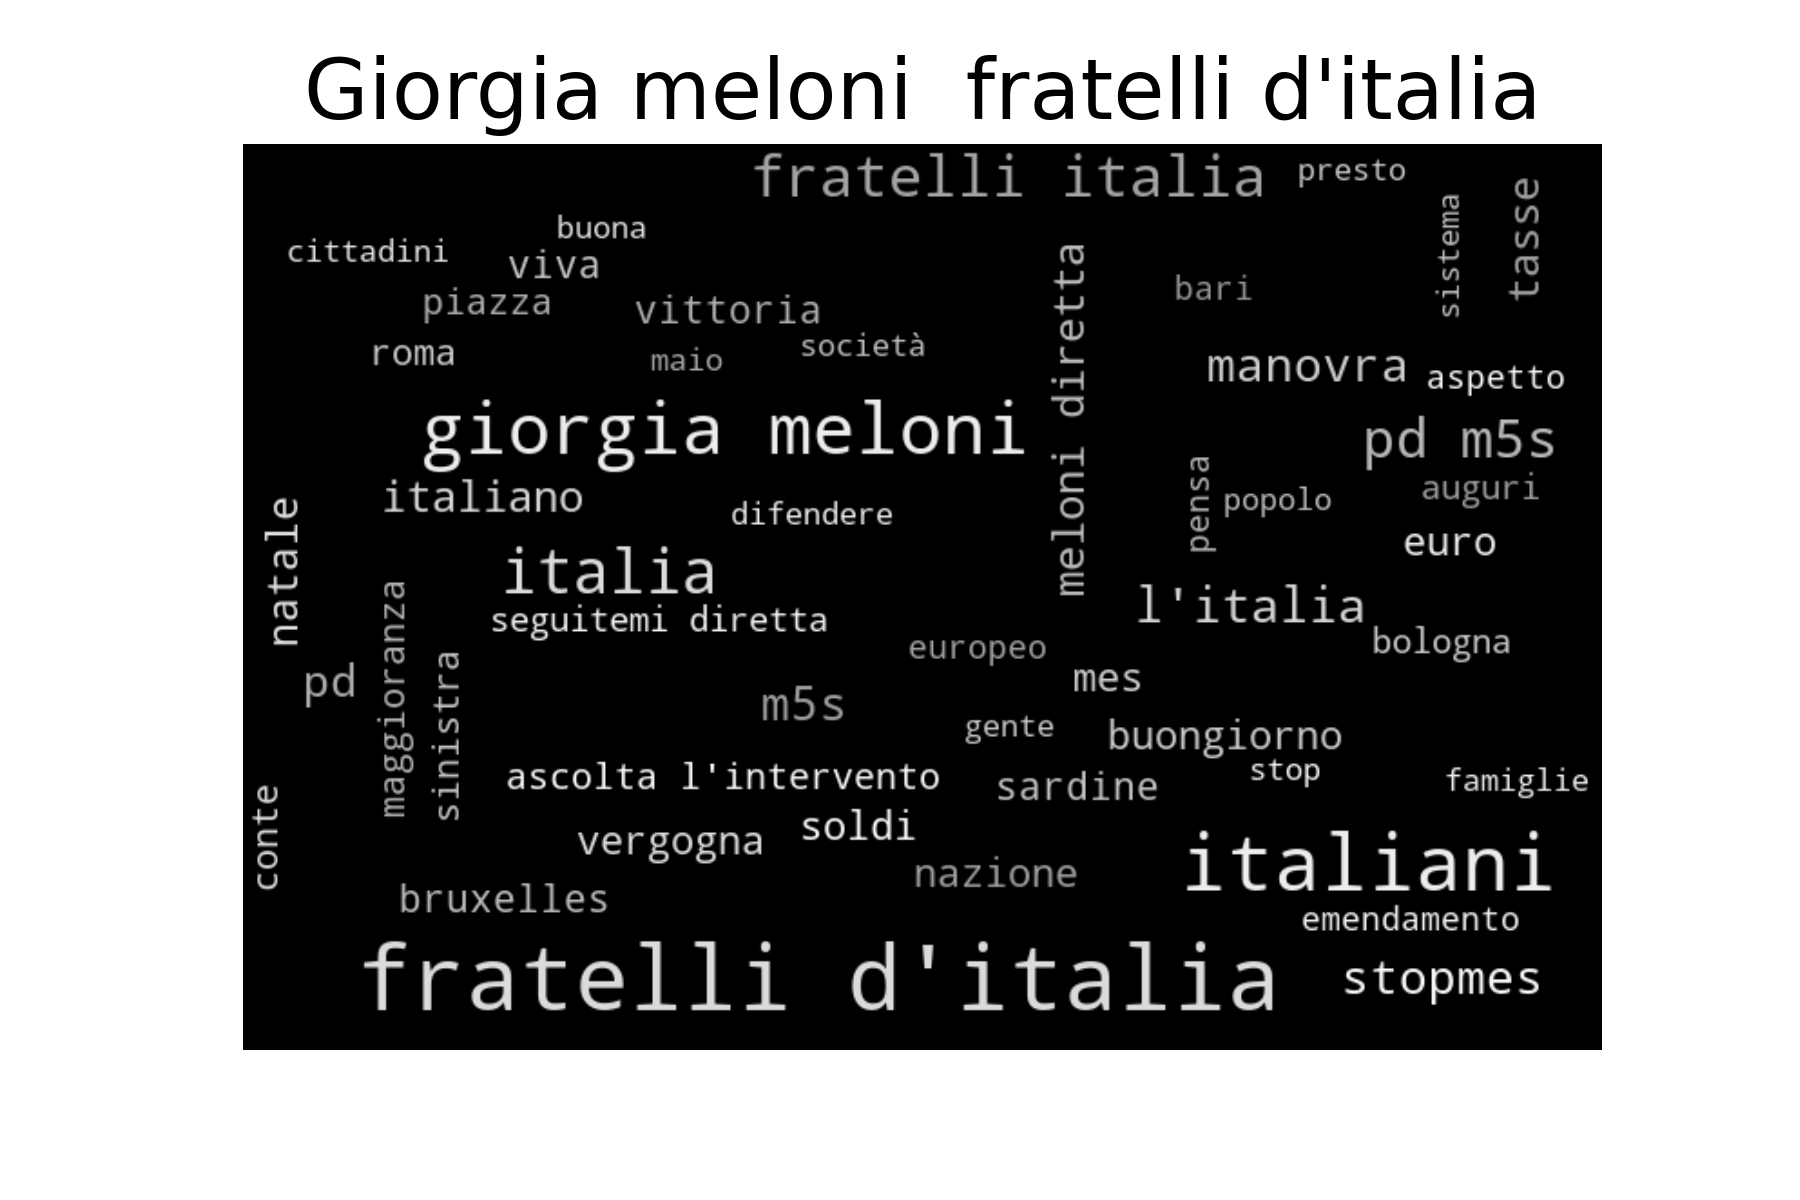 Giorgia meloni  fratelli d'italia
fratelli italia
presto
tasse
sistema
buona
cittadini
viva
meloni diretta
bari
piazza
vittoria
roma
maio
società
manovra
aspetto
giorgia meloni
pd m5s
pensa
auguri
italiano
popolo
natale
difendere
euro
italia
l'italia
seguitemi diretta
maggioranza
europeo
bologna
sinistra
pd
mes
m5s
gente
buongiorno
stop
ascolta l'intervento
sardine
famiglie
conte
soldi
vergogna
italiani
nazione
bruxelles
emendamento
fratelli d'italia
stopmes